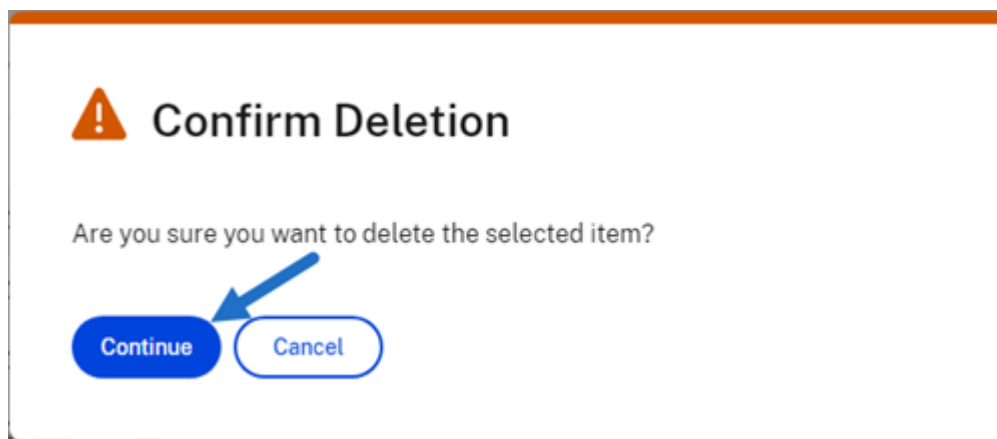 Confirm Deletion
Are you sure you want to delete the selected item?
Continue
Cancel